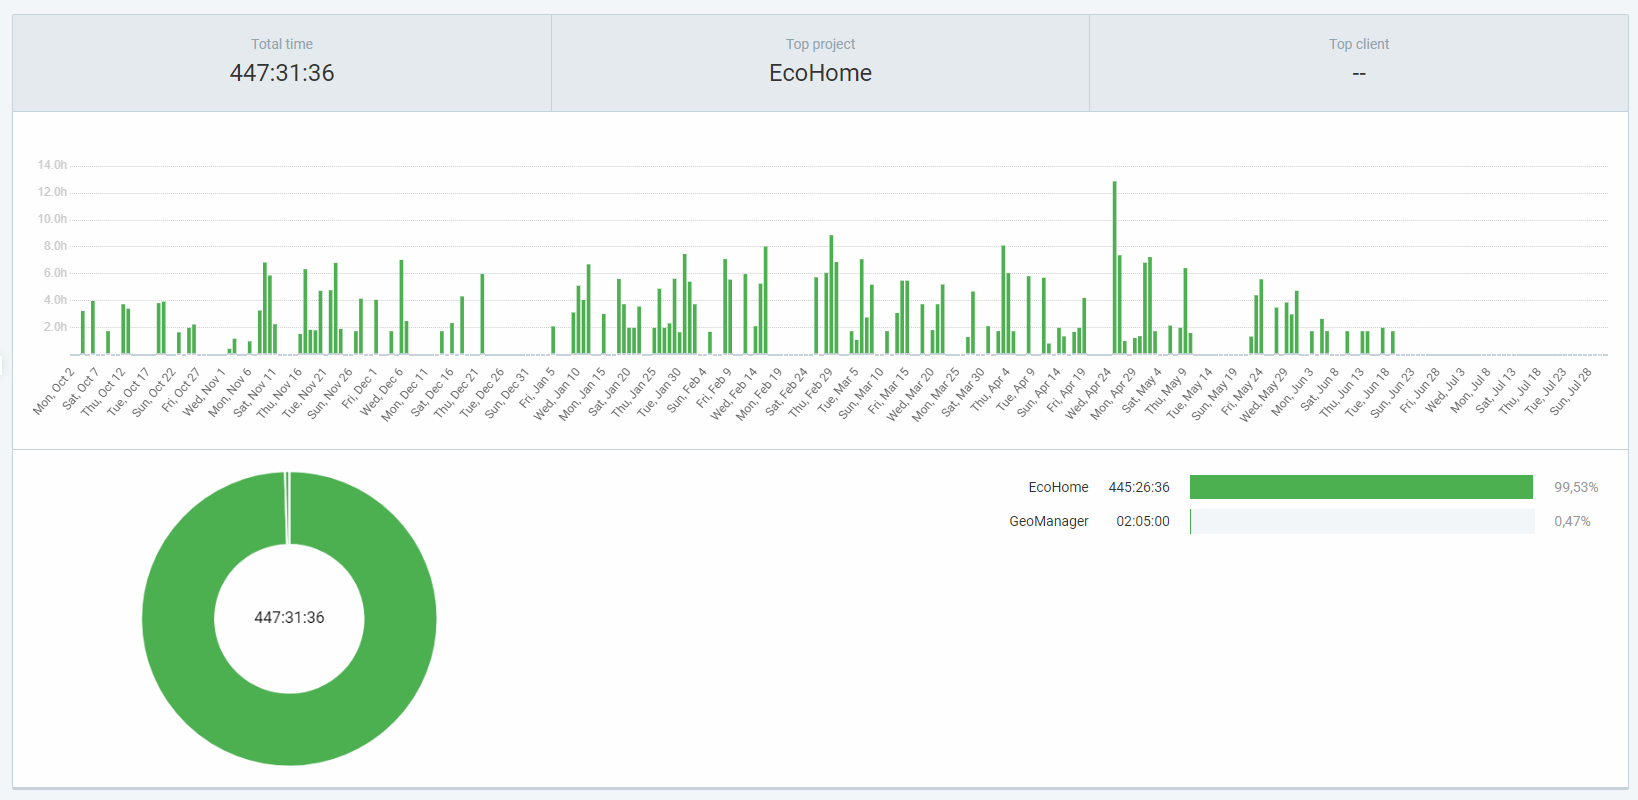 Total time
447:31:36
Top project
EcoHome
Top client
--
14.0h
12.0h
10.0h
8.0h
6.0h
4.0h
2.0h
Mon, Oct 2
Sat, Oct 7
Thu, Oct 12
Tue, Oct 17
Sun, Oct 22
Fri, Oct 27
Wed, Nov 1
Mon, Nov 6
Sat, Nov 11
Thu, Nov 16
Tue, Nov 21
Sun, Nov 26
Fri, Dec 1
Wed, Dec 6
Mon, Dec 11
Sat, Dec 16
Thu, Dec 21
Tue, Dec 26
Sun, Dec 31
Fri, Jan 5
Wed, Jan 10
Mon, Jan 15
Sat, Jan 20
Thu, Jan 25
Tue, Jan 30
Sun, Feb 4
Fri, Feb 9
Wed, Feb 14
Mon, Feb 19
Sat, Feb 24
Thu, Feb 29
Tue, Mar 5
Sun, Mar 10
Fri, Mar 15
Wed, Mar 20
Mon, Mar 25
Sat, Mar 30
Thu, Apr 4
Tue, Apr 9
Sun, Apr 14
Fri, Apr 19
Wed, Apr 24
Mon, Apr 29
Sat, May 4
Thu, May 9
Tue, May 14
Sun, May 19
Fri, May 24
Wed, May 29
Mon, Jun 3
Sat, Jun 8
Thu, Jun 13
Tue, Jun 18
Sun, Jun 23
Fri, Jun 28
Wed, Jul 3
Mon, Jul 8
Sat, Jul 13
Thu, Jul 18
Tue, Jul 23
Sun, Jul 28
447:31:36
EcoHome 445:26:36 99,53%
GeoManager 02:05:00 0,47%